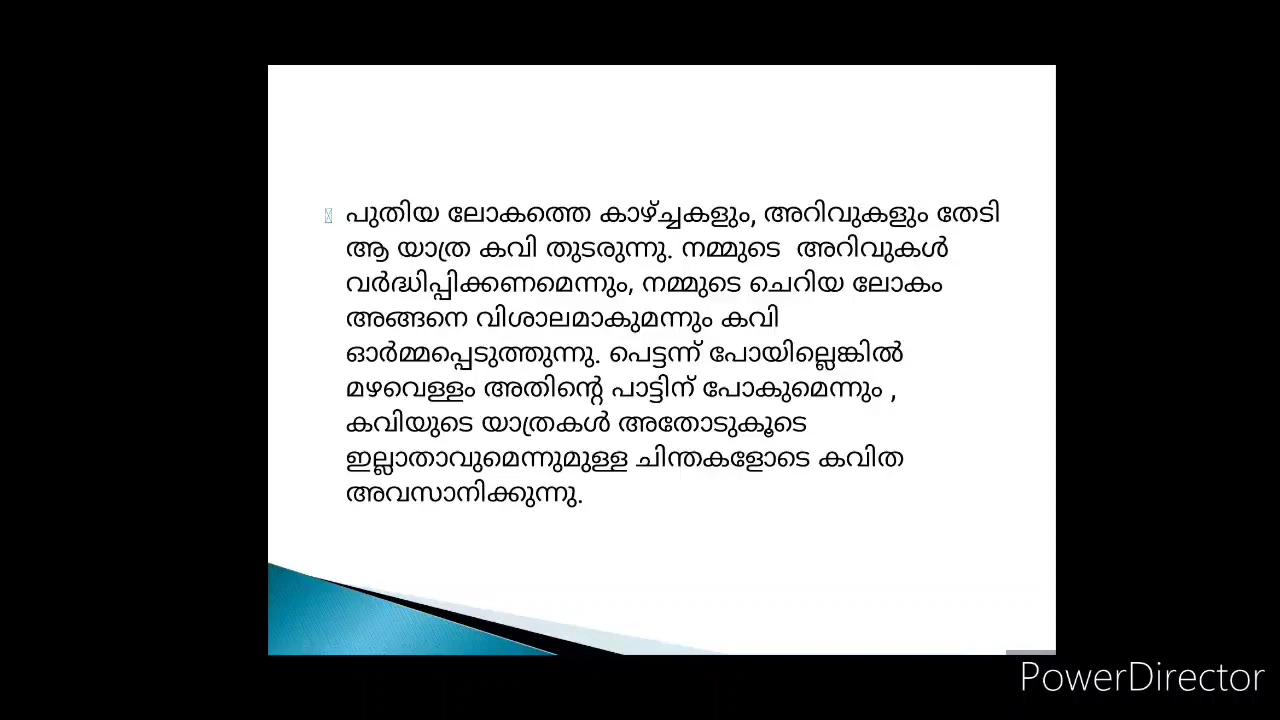 പുതിയ ലോകത്തെ കാഴ്ച്ചകളും, അറിവുകളും തേടി
ആ യാത്ര കവി തുടരുന്നു. നമ്മുടെ അറിവുകൾ
വർദ്ധിപ്പിക്കണമെന്നും, നമ്മുടെ ചെറിയ ലോകം
അങ്ങനെ വിശാലമാകുമന്നും കവി
ഓർമ്മപ്പെടുത്തുന്നു. പെട്ടന്ന് പോയില്ലെങ്കിൽ
മഴവെള്ളം അതിന്റെ പാട്ടിന് പോകുമെന്നും ,
കവിയുടെ യാത്രകൾ അതോടുകൂടെ
ഇല്ലാതാവുമെന്നുമുള്ള ചിന്തകളോടെ കവിത
അവസാനിക്കുന്നു.
PowerDirector